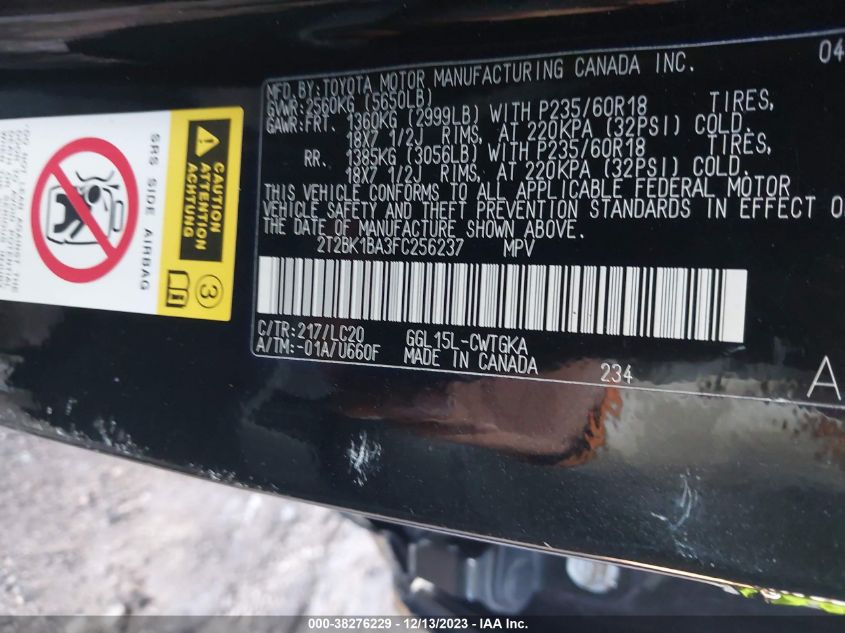 MFD.BY:TOYOTA MOTOR MANUFACTURING CANADA INC. 04
GVWR:2560KG (5650LB)
GAWR:FRT. 1360KG (2999LB) WITH P235/60R18 TIRES,
18X7 1/2J RIMS, AT 220KPA (32PSI) COLD.
RR. 1385KG (3056LB) WITH P235/60R18 TIRES,
18X7 1/2J RIMS, AT 220KPA (32PSI) COLD.
THIS VEHICLE CONFORMS TO ALL APPLICABLE FEDERAL MOTOR
VEHICLE SAFETY AND THEFT PREVENTION STANDARDS IN EFFECT O
THE DATE OF MANUFACTURE SHOWN ABOVE.
2T2BK1BA3FC256237 MPV
C/TR:217/LC20 GGL15L-CWTGKA
A/TM:-01A/U660F MADE IN CANADA
234
A
CAUTION
ATTENTION
ACHTUNG
3
SRS SIDE AIRBAG
000-38276229 - 12/13/2023 - IAA Inc.